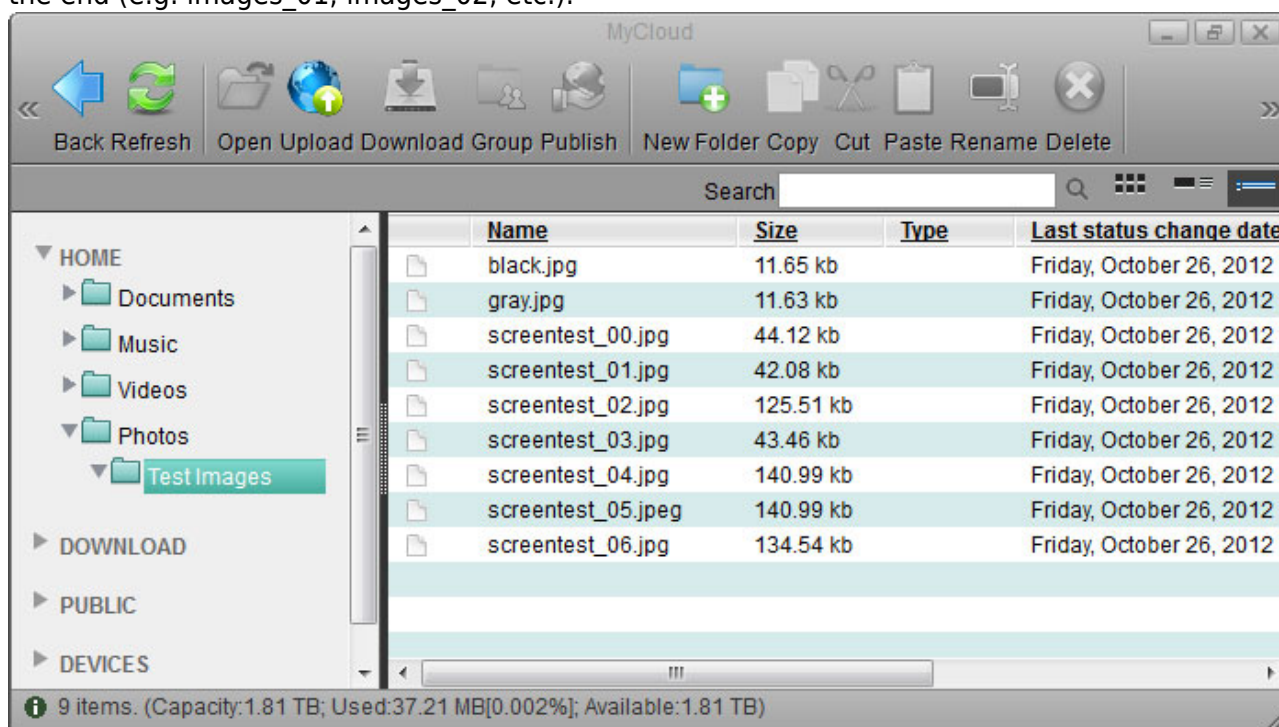 the end (e.g. images_01, images_02, etc.).
MyCloud
Back Refresh Open Upload Download Group Publish New Folder Copy Cut Paste Rename Delete
Search
HOME
Documents
Music
Videos
Photos
Test Images
DOWNLOAD
PUBLIC
DEVICES
Name Size Type Last status change date
black.jpg 11.65 kb Friday, October 26, 2012
gray.jpg 11.63 kb Friday, October 26, 2012
screentest_00.jpg 44.12 kb Friday, October 26, 2012
screentest_01.jpg 42.08 kb Friday, October 26, 2012
screentest_02.jpg 125.51 kb Friday, October 26, 2012
screentest_03.jpg 43.46 kb Friday, October 26, 2012
screentest_04.jpg 140.99 kb Friday, October 26, 2012
screentest_05.jpeg 140.99 kb Friday, October 26, 2012
screentest_06.jpg 134.54 kb Friday, October 26, 2012
9 items. (Capacity:1.81 TB; Used:37.21 MB[0.002%]; Available:1.81 TB)